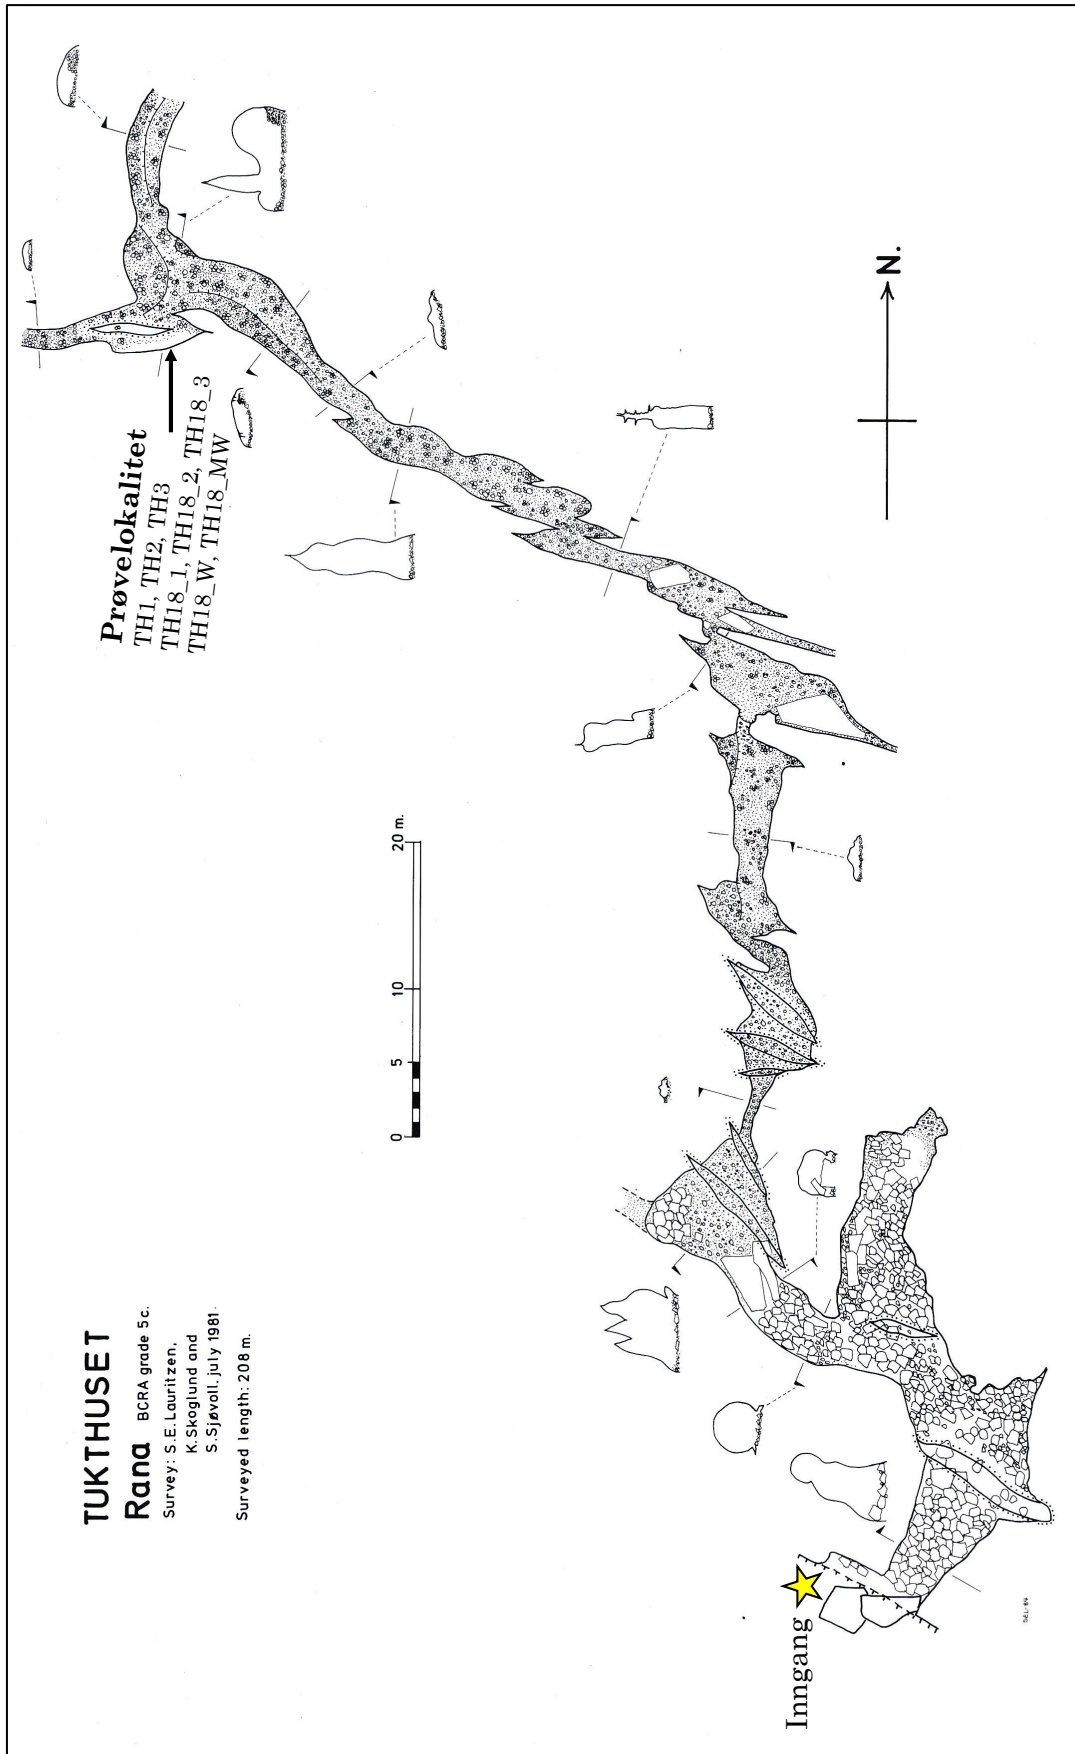 TUKTHUSET
Rana BCRA grade 5c.
Survey: S.E.Lauritzen,
K.Skoglund and
S.Sjøvoll. july 1981.
Surveyed length: 208 m.
Prøvelokalitet
TH1, TH2, TH3
TH18_1, TH18_2, TH18_3
TH18_W, TH18_MW
N.
0 5 10 20 m.
Inngang